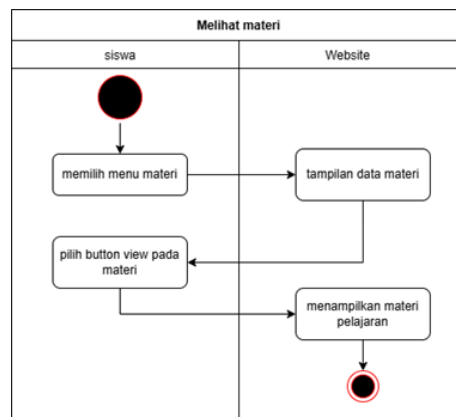 Melihat materi
siswa
Website
memilih menu materi
tampilan data materi
pilih button view pada
materi
menampilkan materi
pelajaran